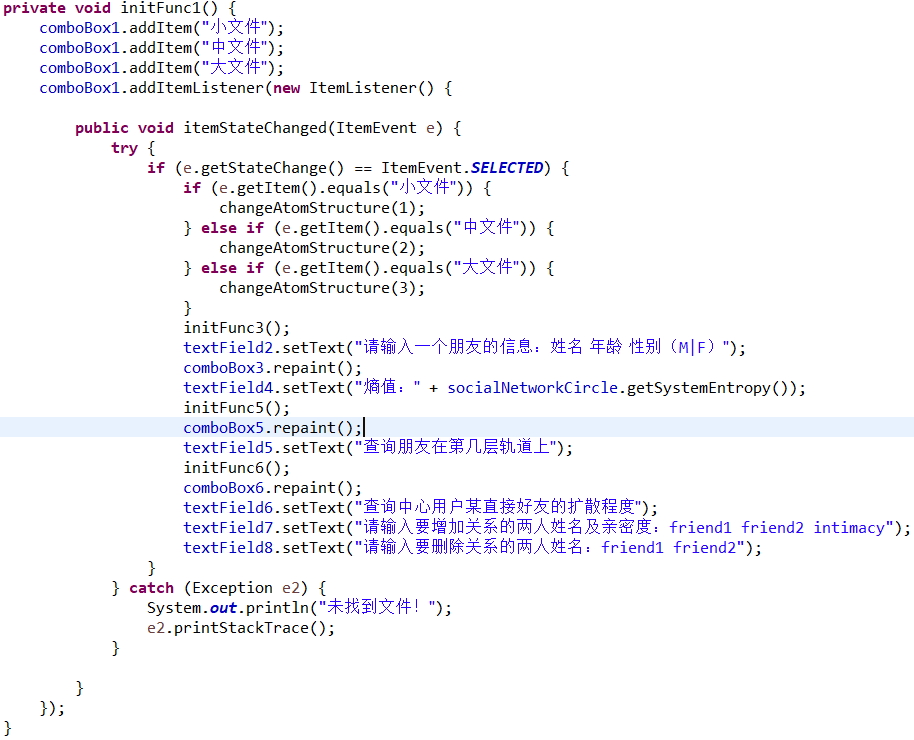 private void initFunc1() {
    comboBox1.addItem("小文件");
    comboBox1.addItem("中文件");
    comboBox1.addItem("大文件");
    comboBox1.addItemListener(new ItemListener() {

        public void itemStateChanged(ItemEvent e) {
            try {
                if (e.getStateChange() == ItemEvent.SELECTED) {
                    if (e.getItem().equals("小文件")) {
                        changeAtomStructure(1);
                    } else if (e.getItem().equals("中文件")) {
                        changeAtomStructure(2);
                    } else if (e.getItem().equals("大文件")) {
                        changeAtomStructure(3);
                    }
                    initFunc3();
                    textField2.setText("请输入一个朋友的信息：姓名 年龄 性别（M|F）");
                    comboBox3.repaint();
                    textField4.setText("熵值：" + socialNetworkCircle.getSystemEntropy());
                    initFunc5();
                    comboBox5.repaint();
                    textField5.setText("查询朋友在第几层轨道上");
                    initFunc6();
                    comboBox6.repaint();
                    textField6.setText("查询中心用户某直接好友的扩散程度");
                    textField7.setText("请输入要增加关系的两人姓名及亲密度：friend1 friend2 intimacy");
                    textField8.setText("请输入要删除关系的两人姓名：friend1 friend2");
                }
            } catch (Exception e2) {
                System.out.println("未找到文件！");
                e2.printStackTrace();
            }

        }
    });
}